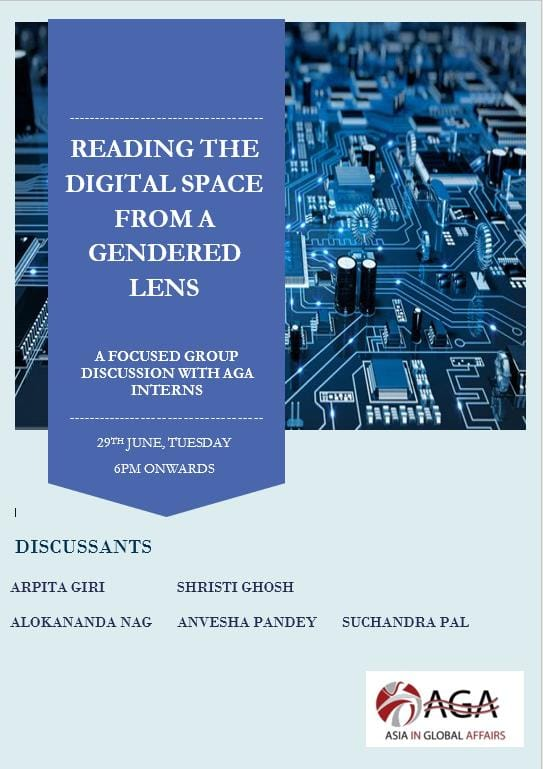 READING THE
DIGITAL SPACE
FROM A
GENDERED
LENS
A FOCUSED GROUP
DISCUSSION WITH AGA
INTERNS
29TH JUNE, TUESDAY
6PM ONWARDS
DISCUSSANTS
ARPITA GIRI SHRISTI GHOSH
ALOKANANDA NAG ANVESHA PANDEY SUCHANDRA PAL
AGA
ASIA IN GLOBAL AFFAIRS